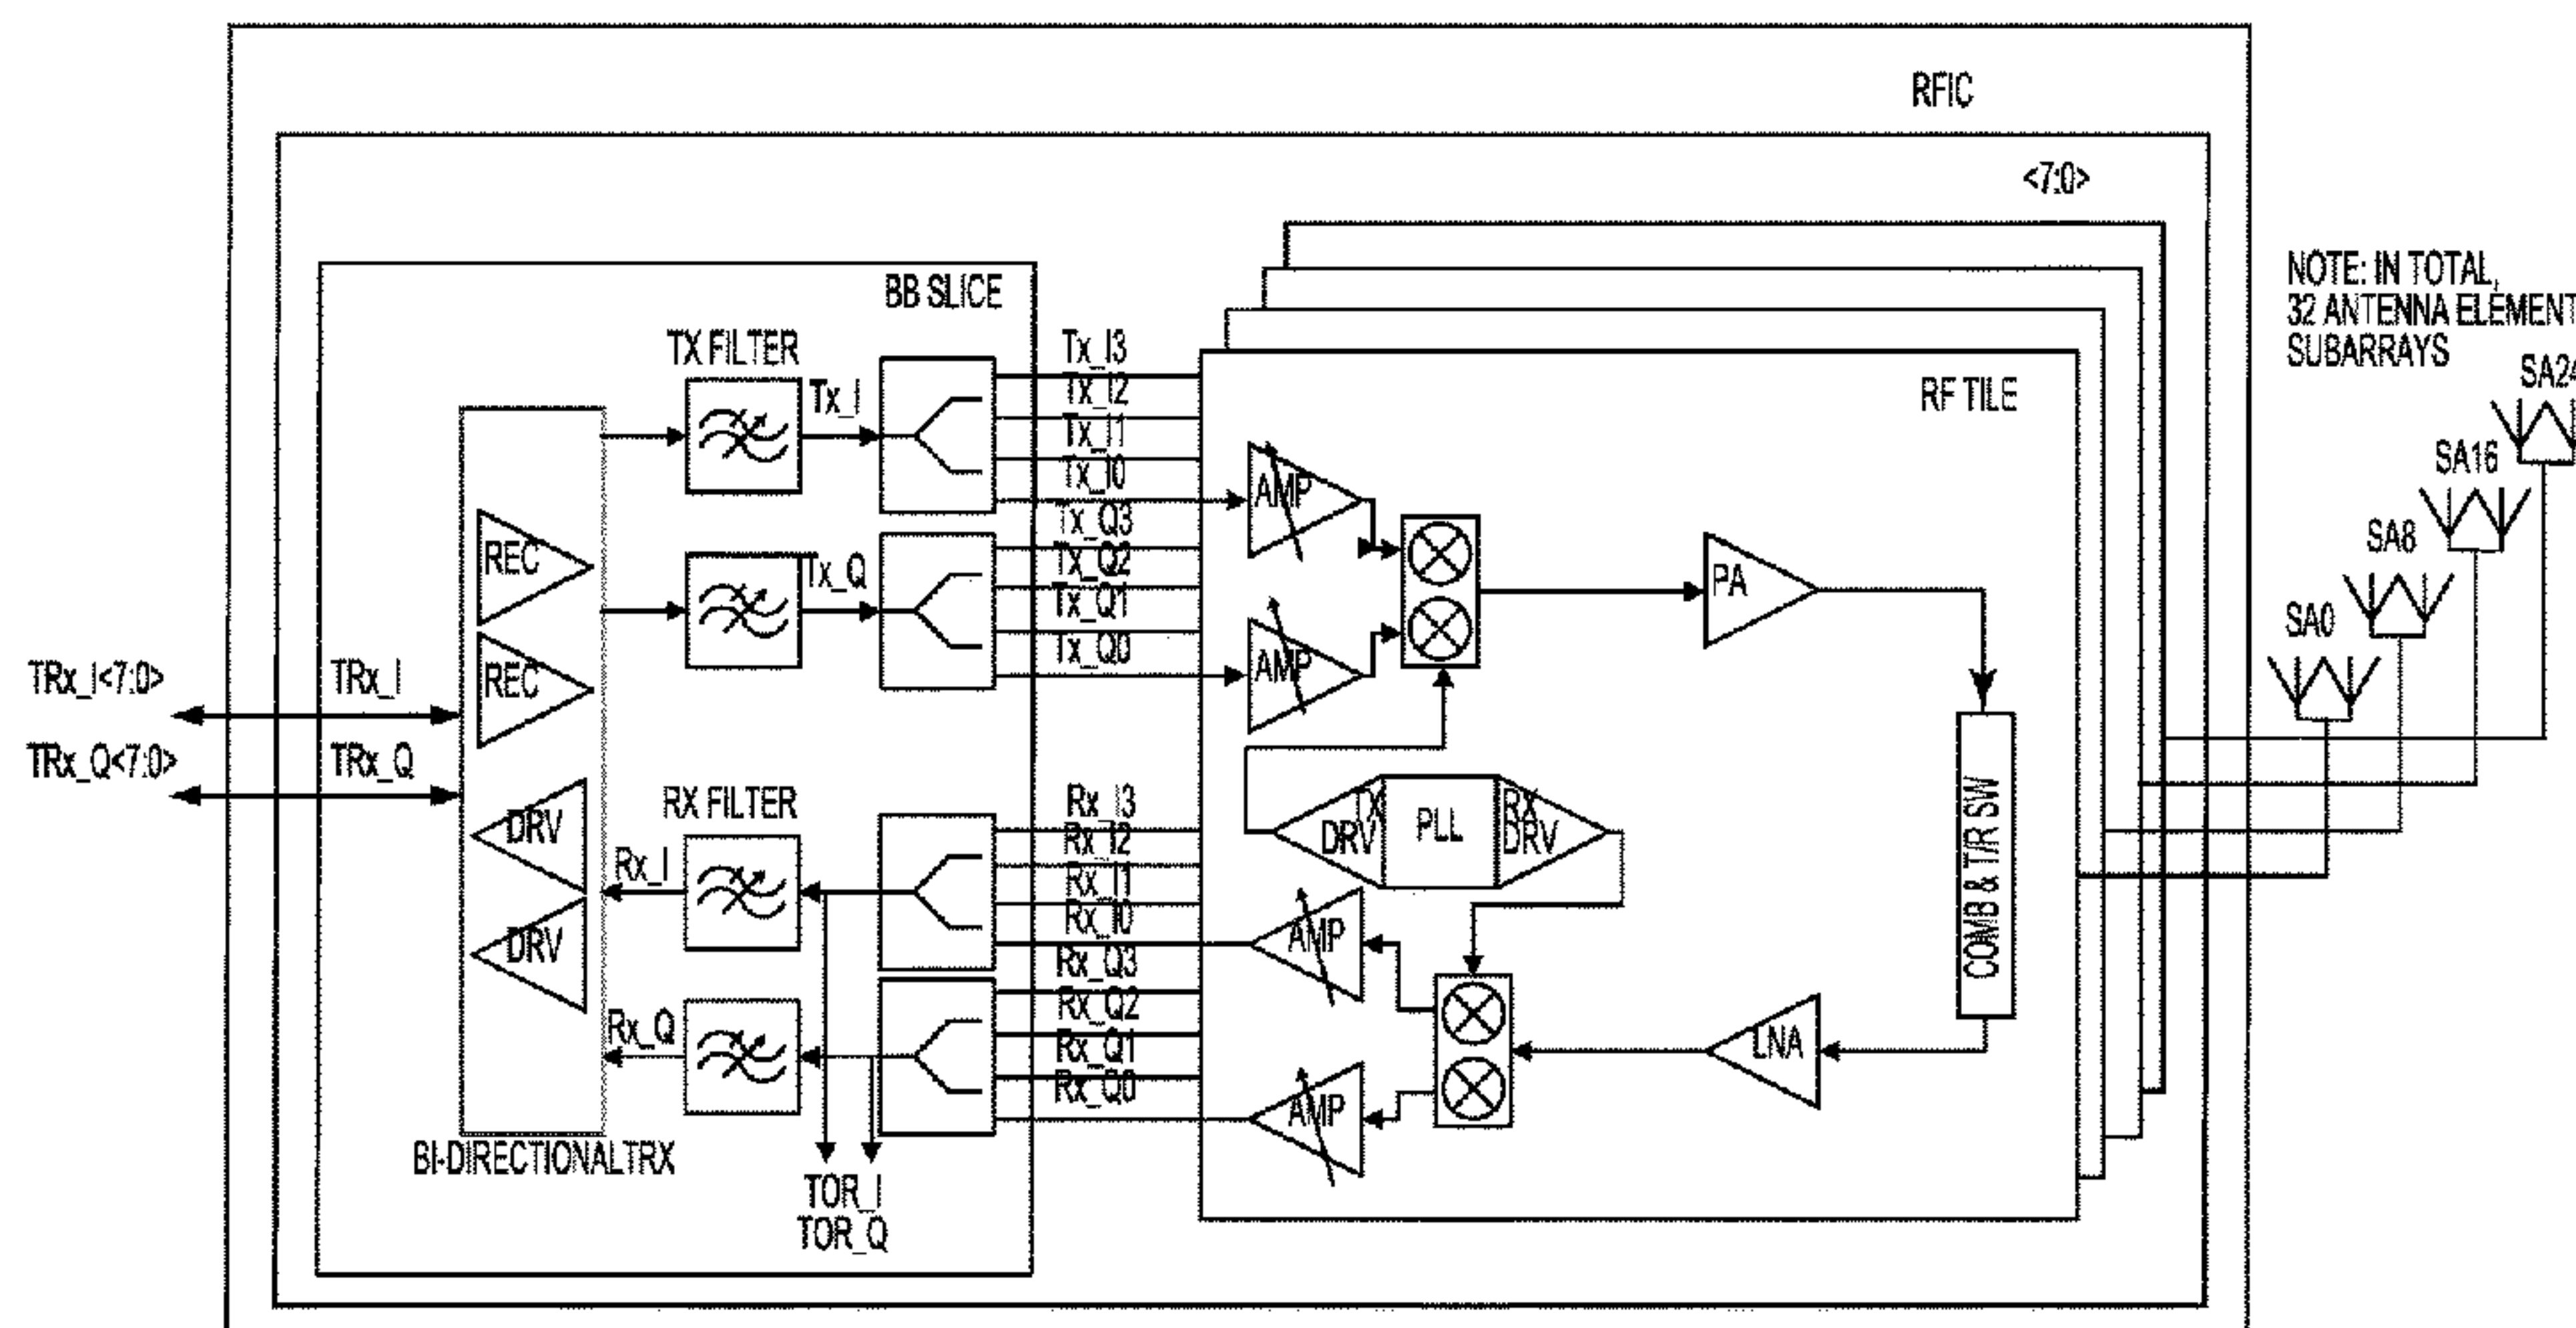 RFIC
<7:0>
NOTE: IN TOTAL,
32 ANTENNA ELEMENT
SUBARRAYS
BB SLICE
TX FILTER
Tx_I
Tx_I3
Tx_I2
Tx_I1
Tx_I0
RF TILE
SA24
SA16
SA8
SA0
AMP
REC
Tx_Q
Tx_Q3
Tx_Q2
Tx_Q1
Tx_Q0
PA
AMP
REC
TRx_I<7:0>
TRx_I
TRx_Q<7:0>
TRx_Q
DRV
RX FILTER
Rx_I
Rx_I3
Rx_I2
Rx_I1
Rx_I0
TX
DRV
PLL
RX
DRV
COMB & T/R SW
AMP
DRV
Rx_Q
Rx_Q3
Rx_Q2
Rx_Q1
Rx_Q0
LNA
AMP
BI-DIRECTIONALTRX
TOR_I
TOR_Q